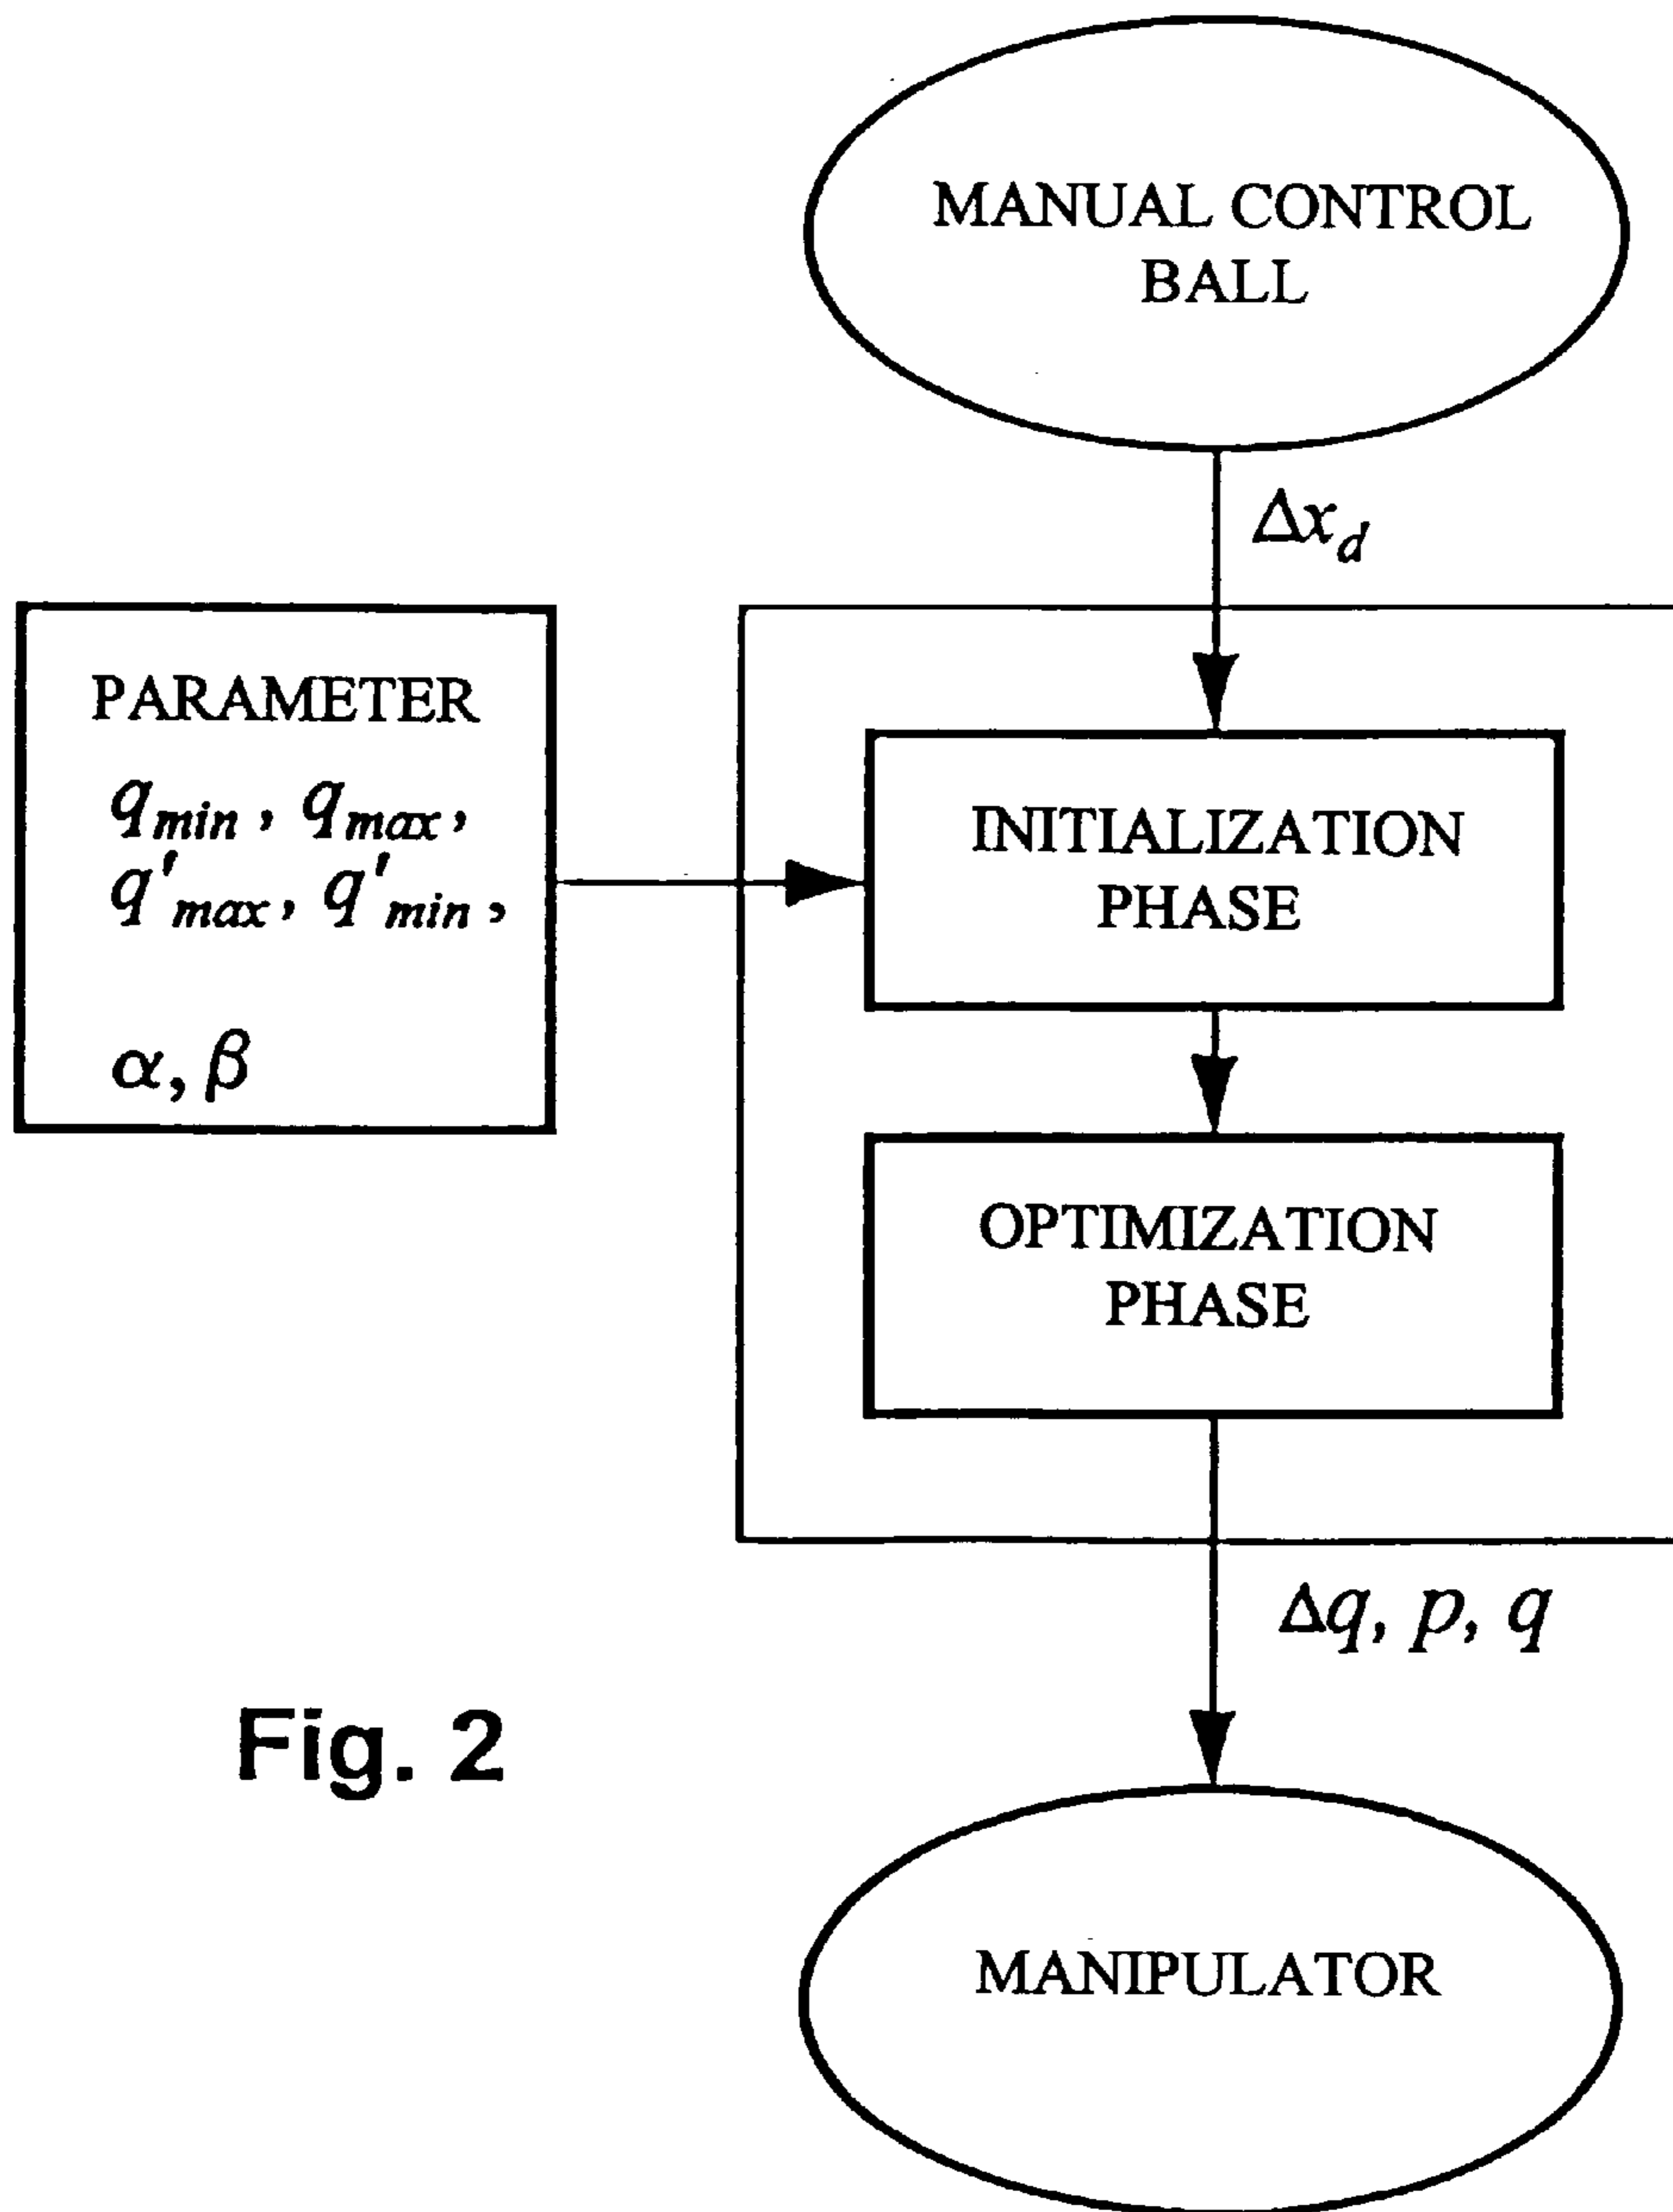 MANUAL CONTROL
BALL
Δx_d
PARAMETER
q_min, q_max,
q'_max, q'_min,
α, β
INITIALIZATION
PHASE
OPTIMIZATION
PHASE
Δq, p, q
Fig. 2
MANIPULATOR